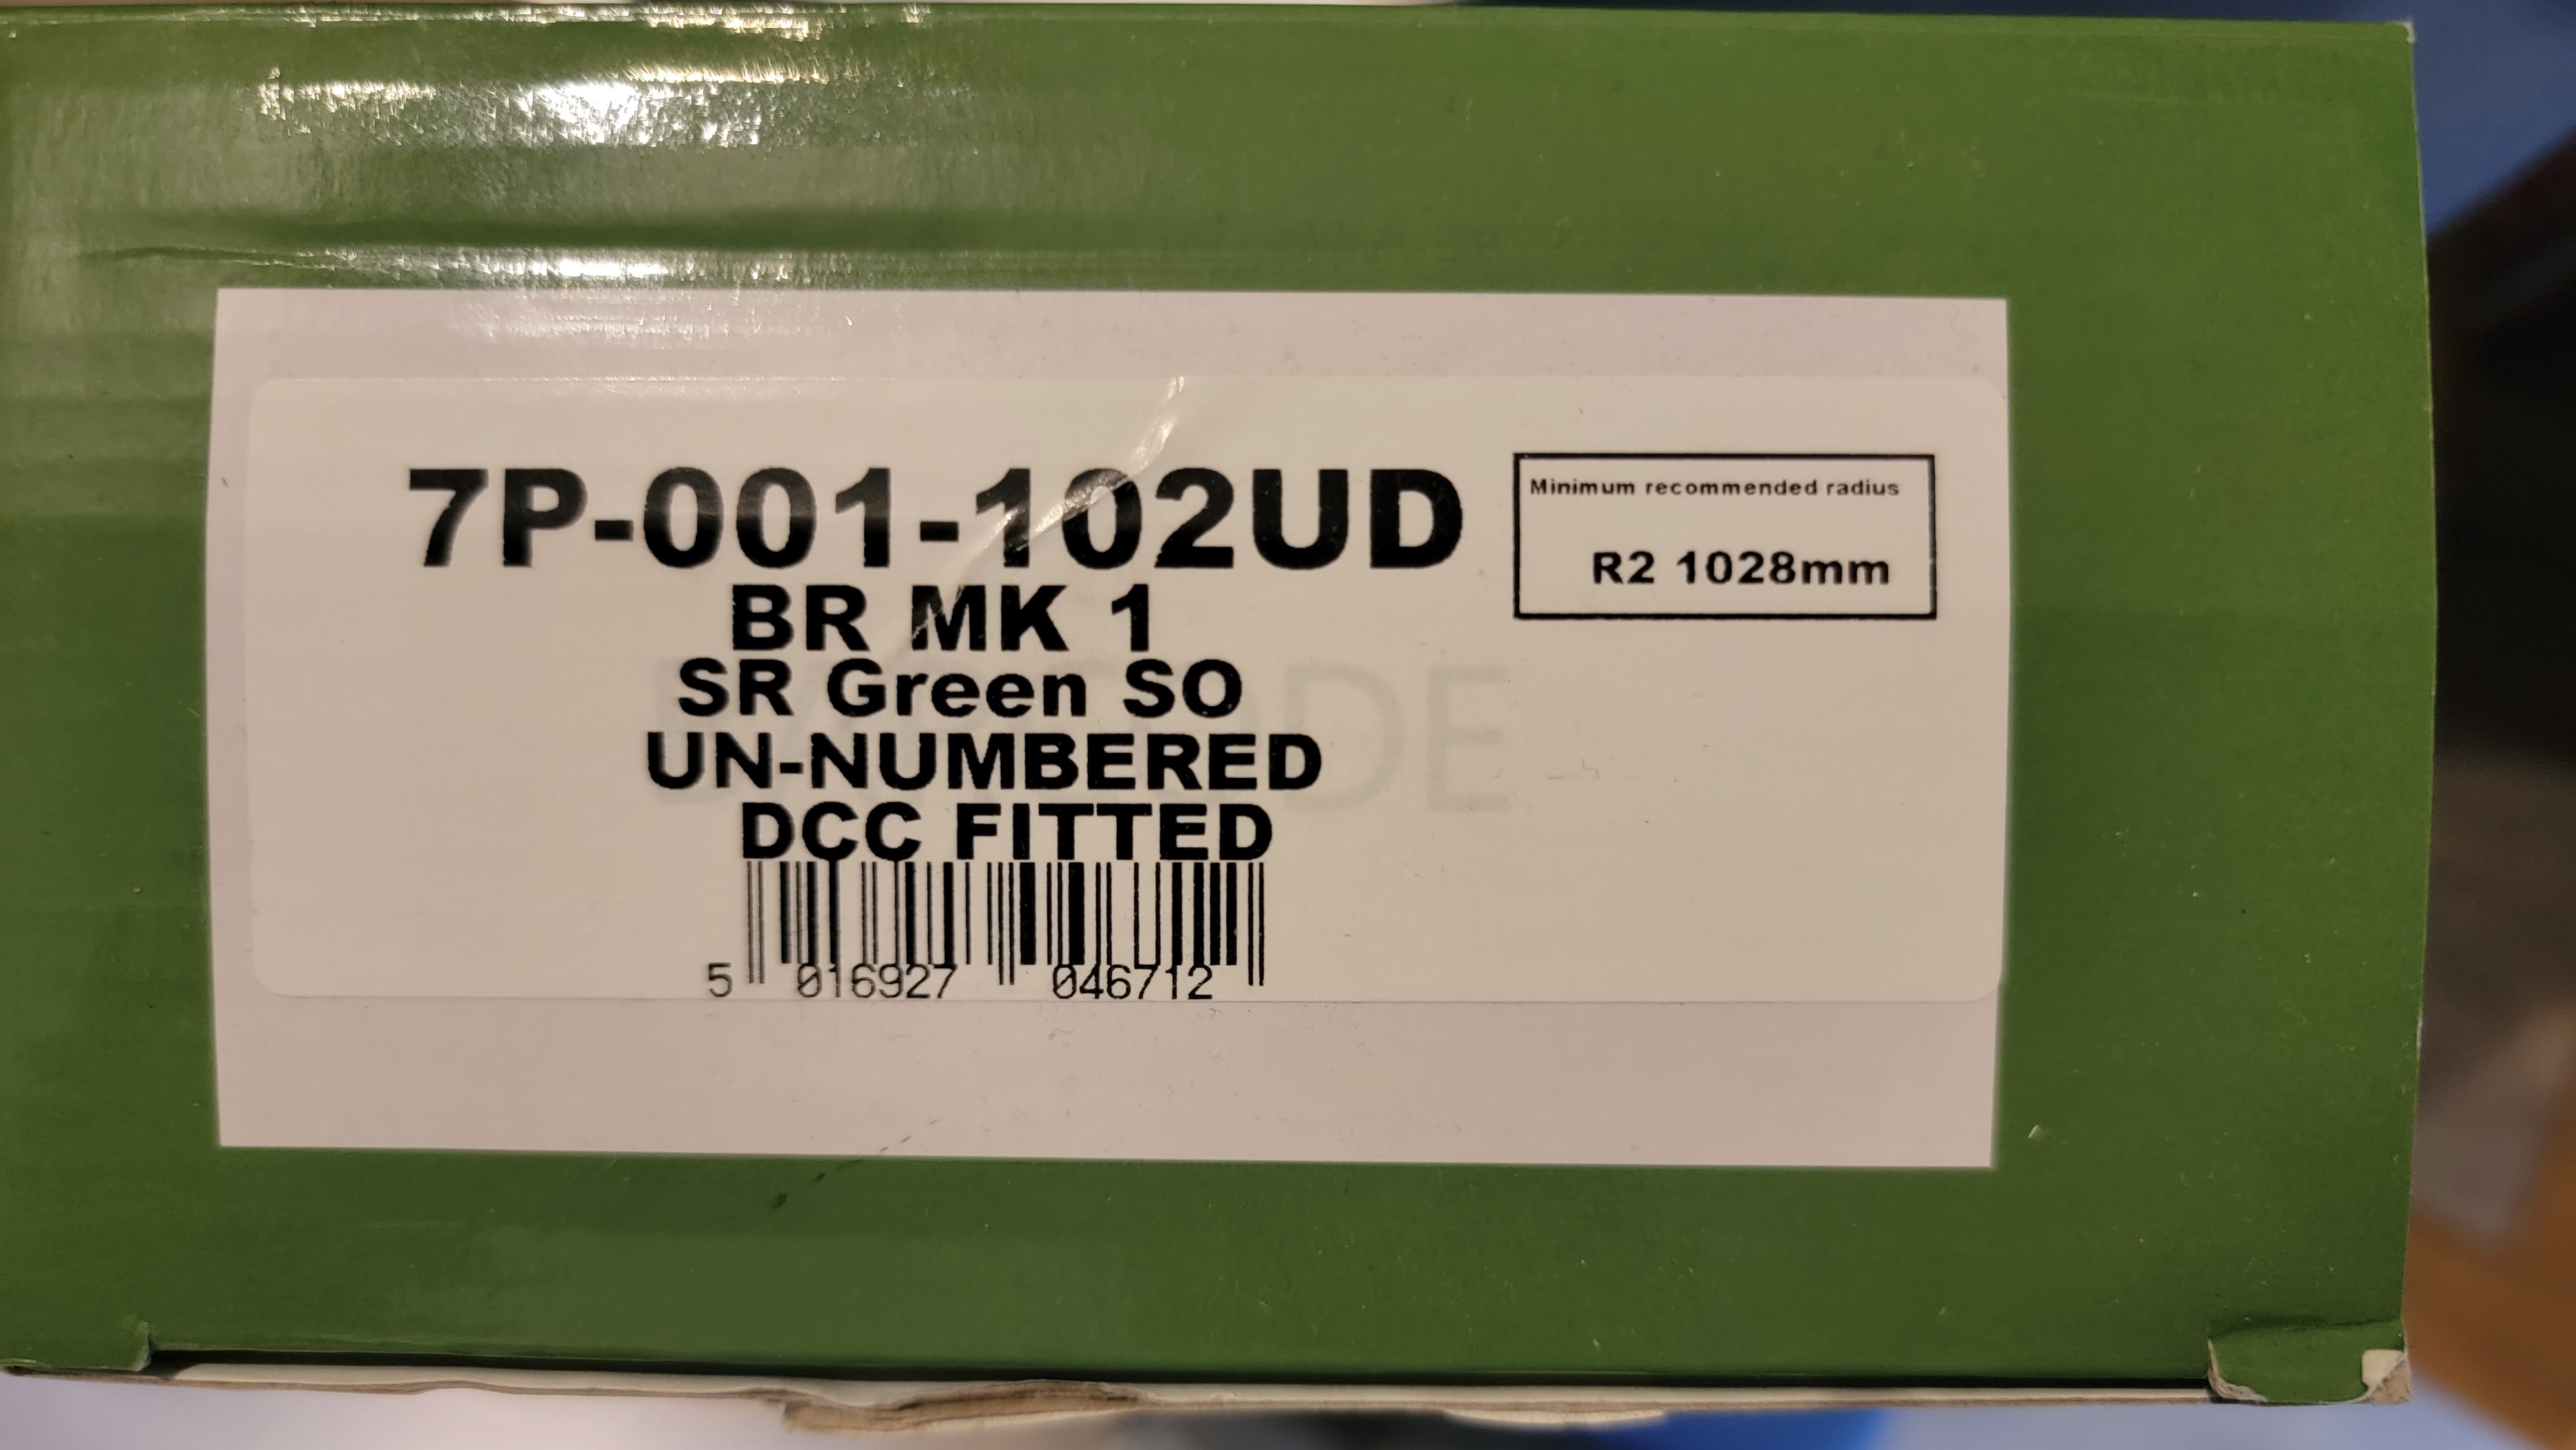 7P-001-102UD
Minimum recommended radius
R2 1028mm
BR MK 1
SR Green SO
UN-NUMBERED
DCC FITTED
5 016927 046712